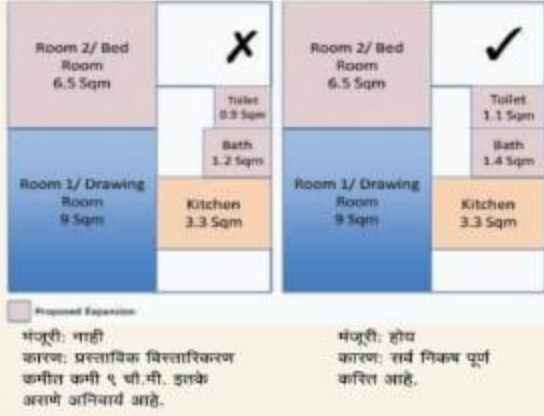 Room 2/ Bed
Room
6.5 Sqm
Toilet
0.9 Sqm
Bath
1.2 Sqm
Room 1/ Drawing
Room
9 Sqm
Kitchen
3.3 Sqm
Room 2/ Bed
Room
6.5 Sqm
Toilet
1.1 Sqm
Bath
1.4 Sqm
Room 1/ Drawing
Room
9 Sqm
Kitchen
3.3 Sqm
Proposed Expansion
मंजूरी: नाही
कारण: प्रस्ताविक विस्तारिकरण
कमीत कमी ९ चौ.मी. इतके
असणे अनिवार्य आहे.
मंजूरी: होय
कारण: सर्व निकष पूर्ण
करित आहे.